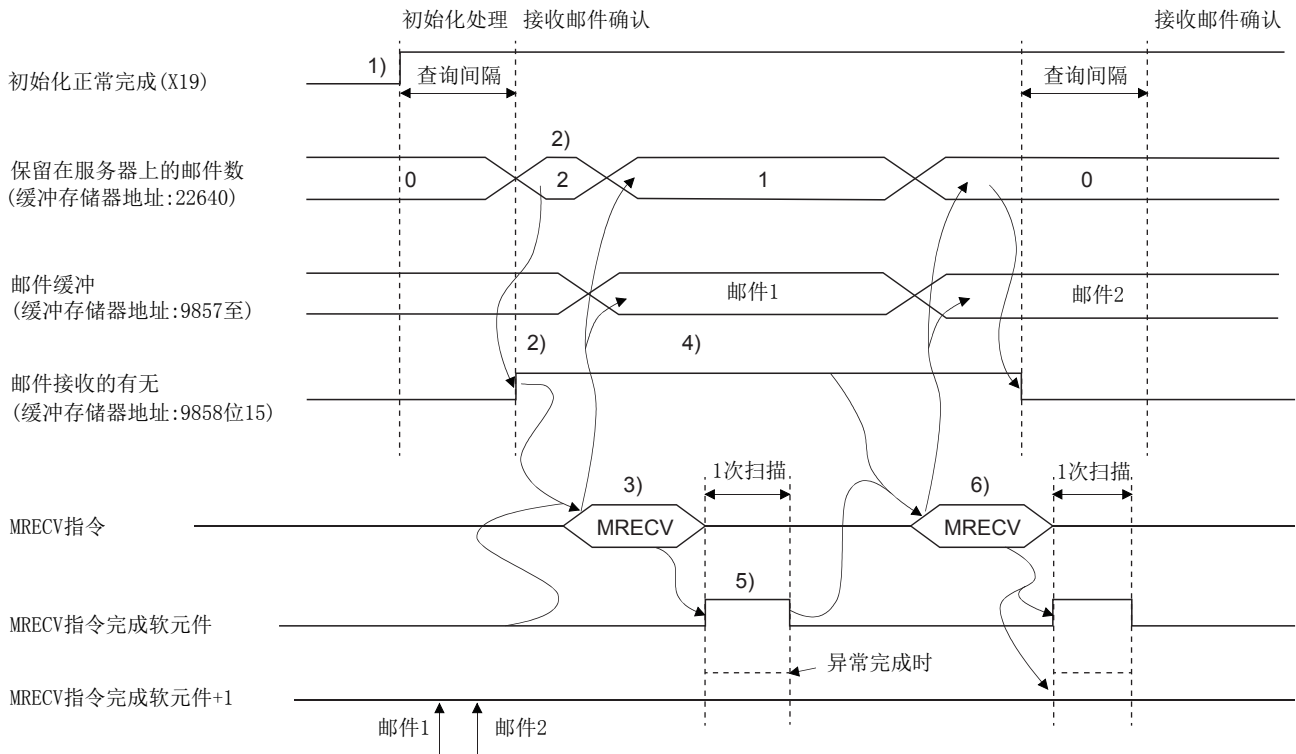 初始化处理 接收邮件确认 接收邮件确认
1)
初始化正常完成(X19)
查询间隔 查询间隔
2)
保留在服务器上的邮件数
(缓冲存储器地址:22640)
0 2 1 0
邮件缓冲
(缓冲存储器地址:9857至)
邮件1 邮件2
2) 4)
邮件接收的有无
(缓冲存储器地址:9858位15)
1次扫描 1次扫描
3) 6)
MRECV指令
MRECV MRECV
5)
MRECV指令完成软元件
异常完成时
MRECV指令完成软元件+1
邮件1 邮件2